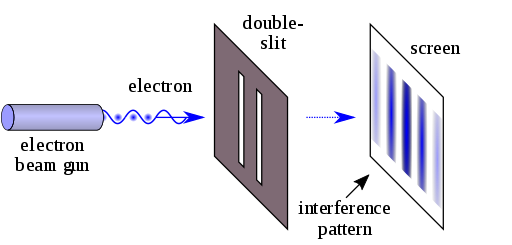 double-
slit
screen
electron
electron
beam gun
interference
pattern